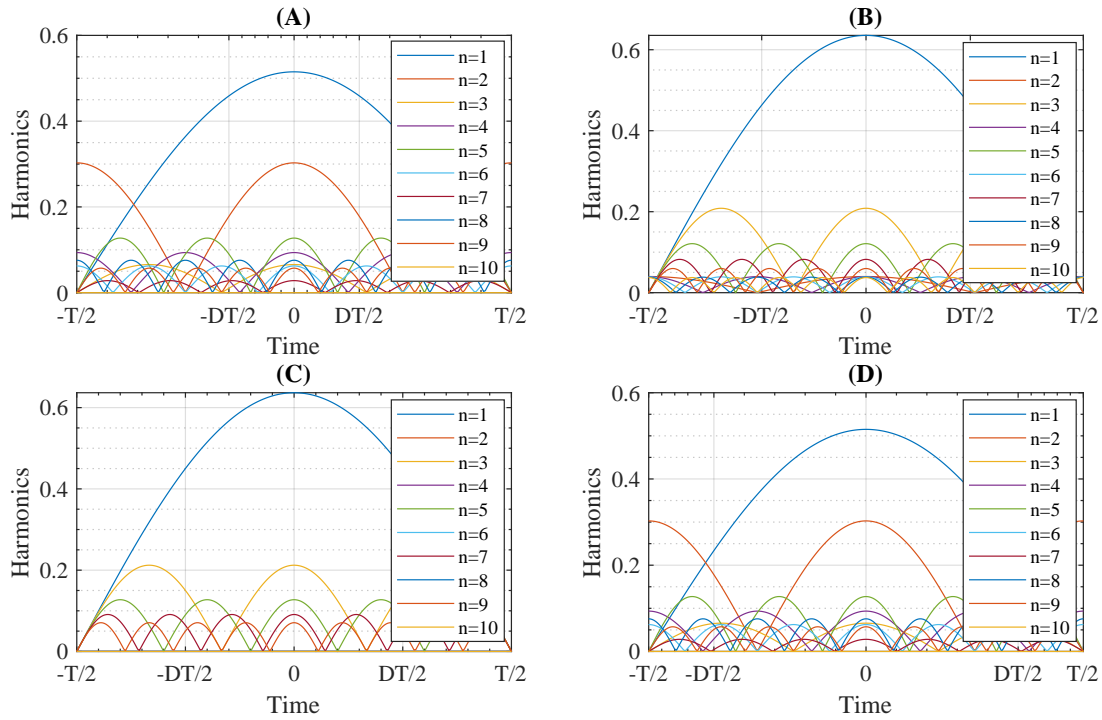 (A)
0.6
0.4
0.2
0
Harmonics
-T/2
-DT/2
0
DT/2
T/2
Time
n=1
n=2
n=3
n=4
n=5
n=6
n=7
n=8
n=9
n=10
(B)
0.6
0.4
0.2
0
Harmonics
-T/2
-DT/2
0
DT/2
T/2
Time
n=1
n=2
n=3
n=4
n=5
n=6
n=7
n=8
n=9
n=10
(C)
0.6
0.4
0.2
0
Harmonics
-T/2
-DT/2
0
DT/2
T/2
Time
n=1
n=2
n=3
n=4
n=5
n=6
n=7
n=8
n=9
n=10
(D)
0.6
0.4
0.2
0
Harmonics
-T/2
-DT/2
0
DT/2
T/2
Time
n=1
n=2
n=3
n=4
n=5
n=6
n=7
n=8
n=9
n=10